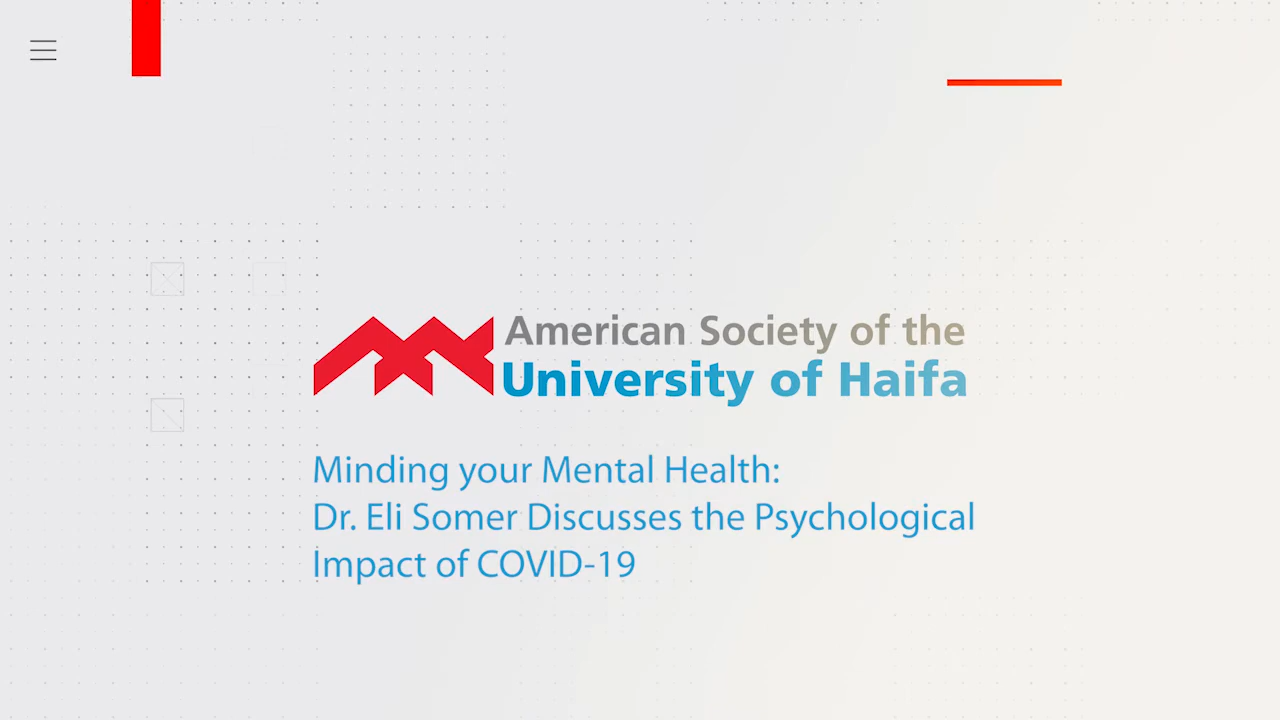 American Society of the
University of Haifa
Minding your Mental Health:
Dr. Eli Somer Discusses the Psychological
Impact of COVID-19